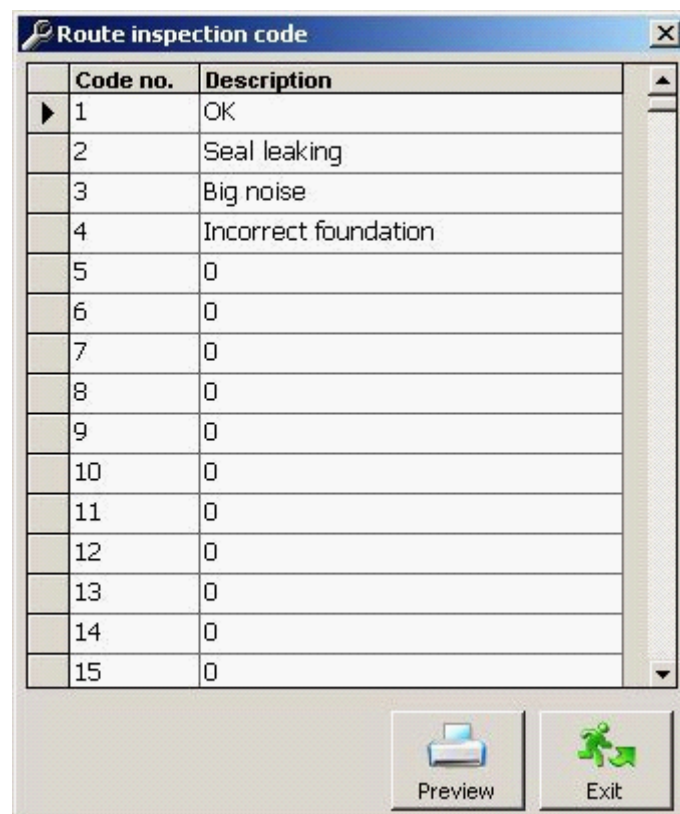 Route inspection code
Code no. Description
1 OK
2 Seal leaking
3 Big noise
4 Incorrect foundation
5 0
6 0
7 0
8 0
9 0
10 0
11 0
12 0
13 0
14 0
15 0
Preview Exit